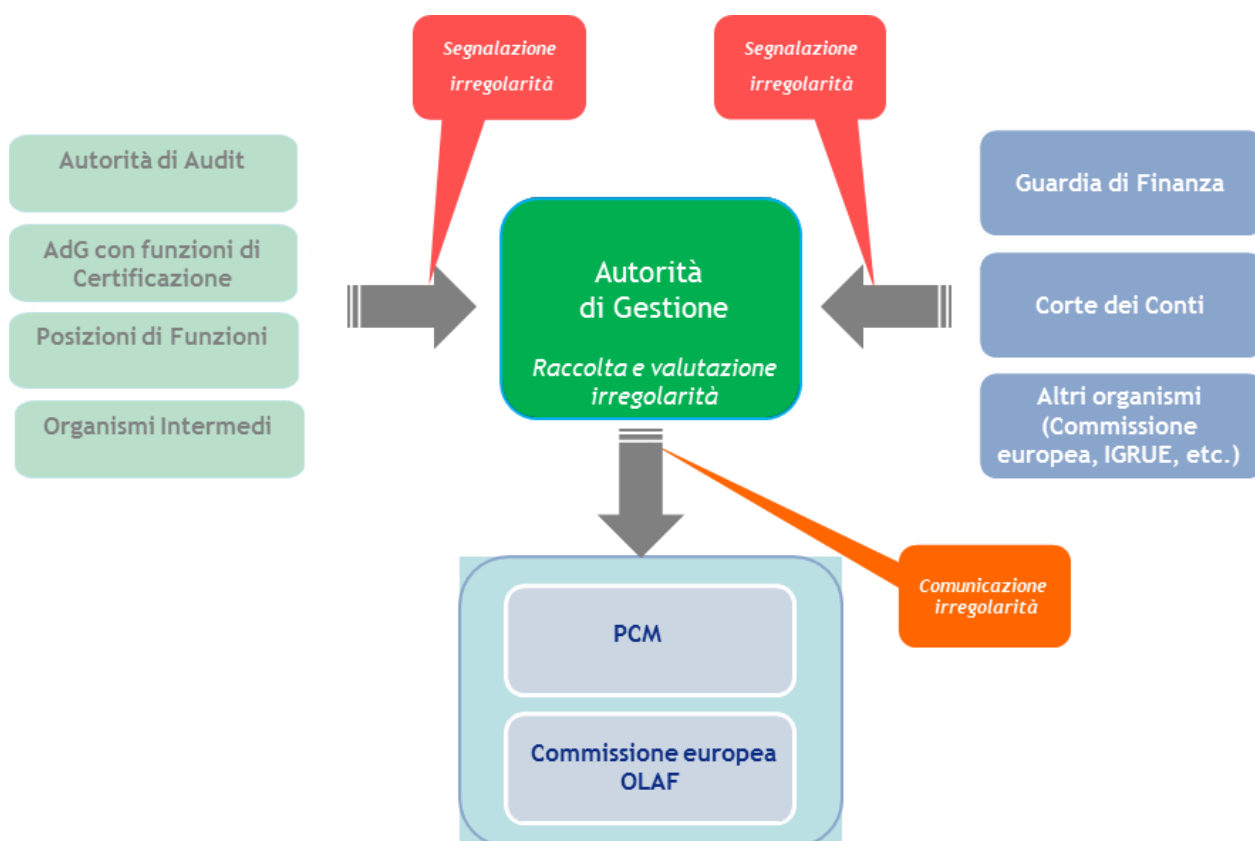 Segnalazione
irregolarità
Segnalazione
irregolarità
Autorità di Audit
AdG con funzioni di
Certificazione
Posizioni di Funzioni
Organismi Intermedi
Autorità
di Gestione
Raccolta e valutazione
irregolarità
Guardia di Finanza
Corte dei Conti
Altri organismi
(Commissione
europea, IGRUE, etc.)
Comunicazione
irregolarità
PCM
Commissione europea
OLAF